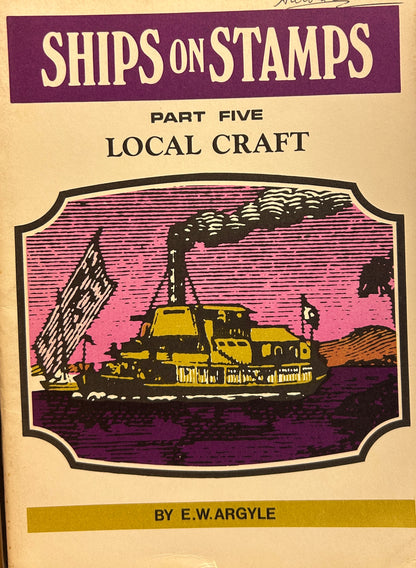 SHIPS ON STAMPS
PART FIVE
LOCAL CRAFT
BY E.W. ARGYLE